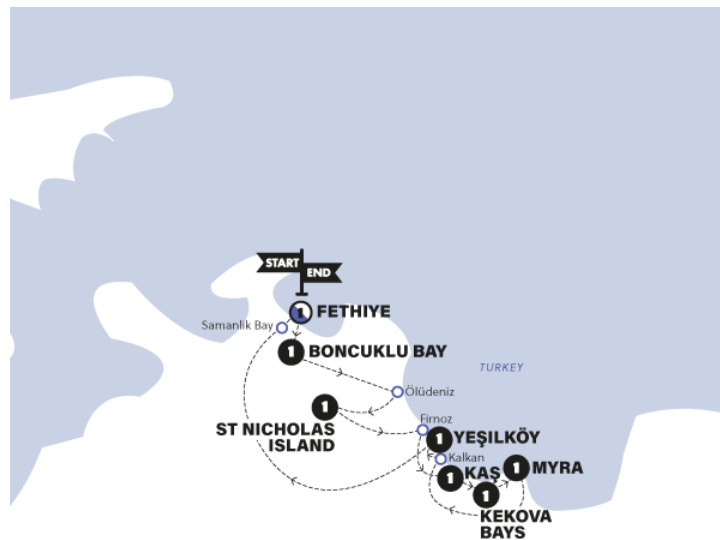 START
END
1 FETHIYE
Samanlik Bay
1 BONCUKLU BAY
TURKEY
Ölüdeniz
1
ST NICHOLAS
ISLAND
Firnoz
1 YEŞILKÖY
Kalkan
1 KAŞ
1 MYRA
1
KEKOVA
BAYS